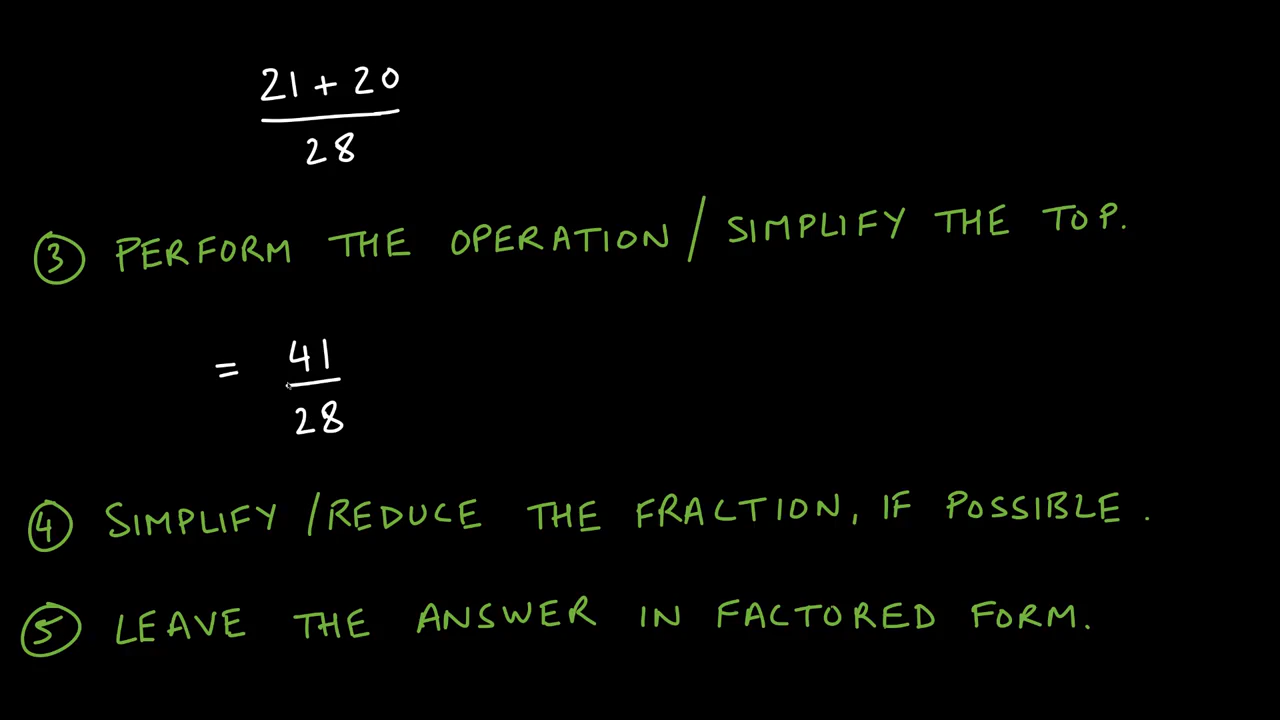 21 + 20
28
3 PERFORM THE OPERATION / SIMPLIFY THE TOP.
= 41
28
4 SIMPLIFY / REDUCE THE FRACTION, IF POSSIBLE.
5 LEAVE THE ANSWER IN FACTORED FORM.